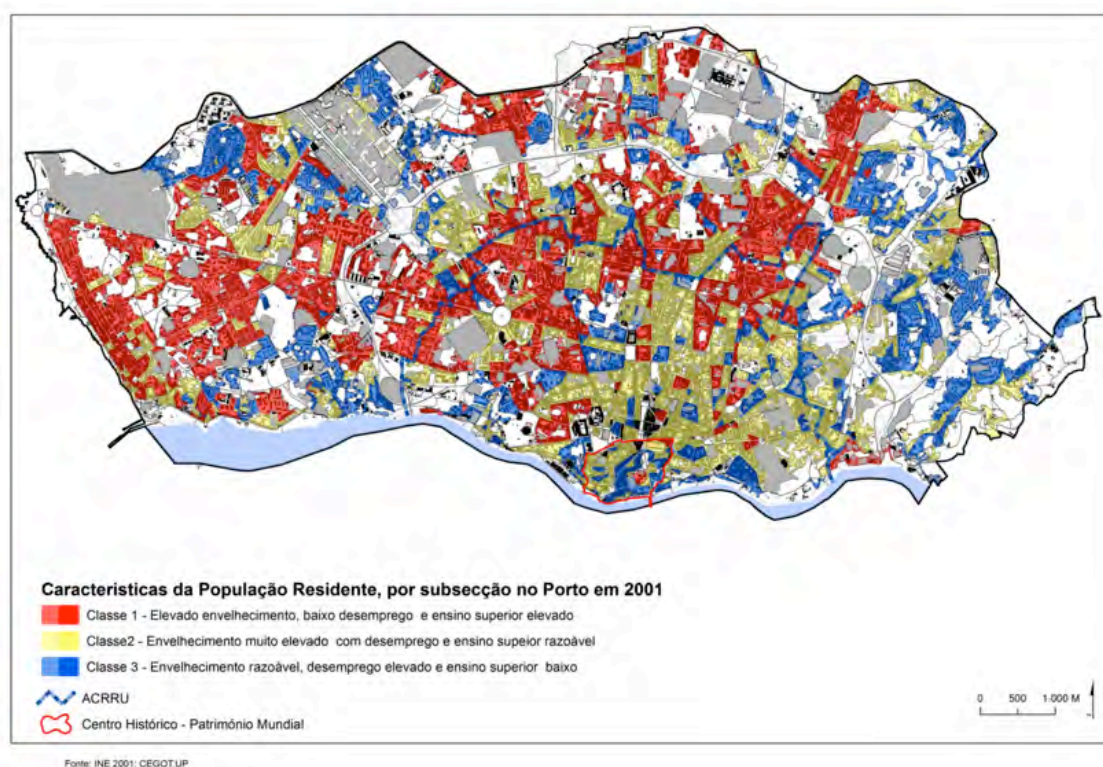 Caracteristicas da População Residente, por subsecção no Porto em 2001
Classe 1 - Elevado envelhecimento, baixo desemprego e ensino superior elevado
Classe2 - Envelhecimento muito elevado com desemprego e ensino supeior razoàvel
Classe 3 - Envelhecimento razoável, desemprego elevado e ensino superior baixo
ACRRU
Centro Histórico - Património Mundial
0 500 1.000 M
Fonte: INE 2001; CEGOT.UP